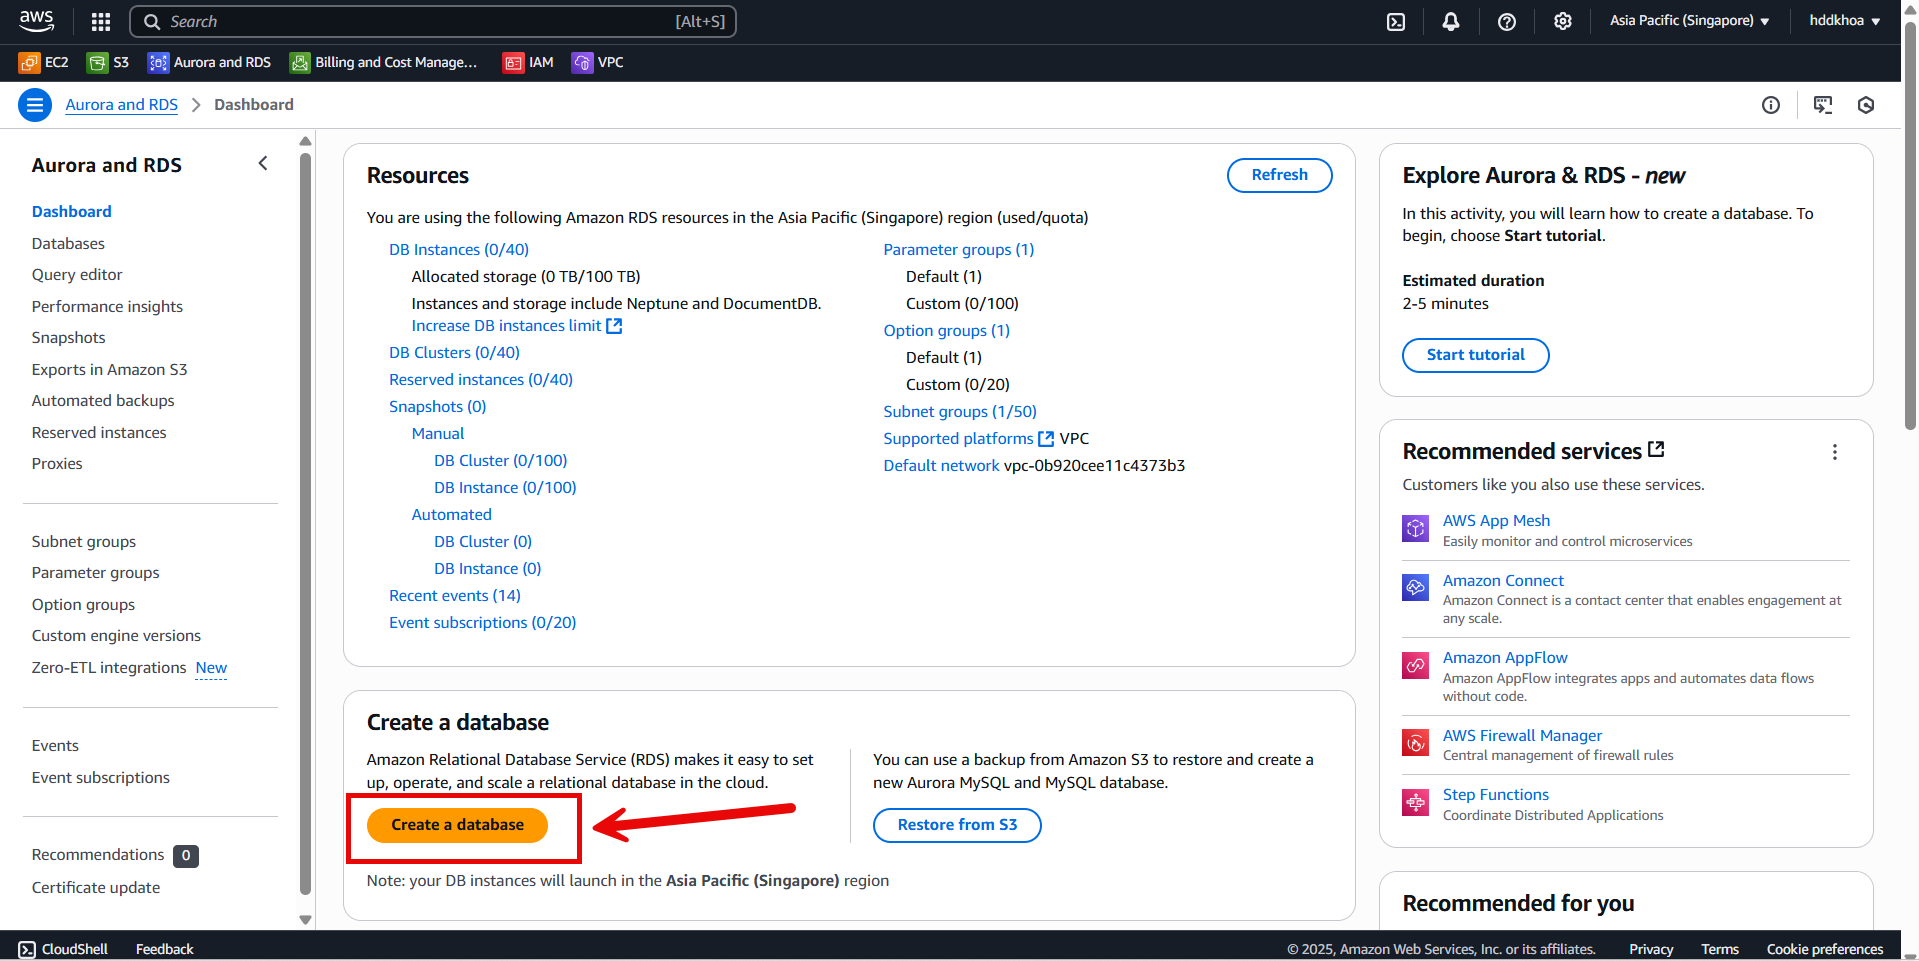 aws
Search [Alt+S]
Asia Pacific (Singapore)
hddkhoa
EC2
S3
Aurora and RDS
Billing and Cost Manage...
IAM
VPC
Aurora and RDS
Dashboard
Aurora and RDS
Dashboard
Databases
Query editor
Performance insights
Snapshots
Exports in Amazon S3
Automated backups
Reserved instances
Proxies
Subnet groups
Parameter groups
Option groups
Custom engine versions
Zero-ETL integrations New
Events
Event subscriptions
Recommendations 0
Certificate update
Resources
Refresh
You are using the following Amazon RDS resources in the Asia Pacific (Singapore) region (used/quota)
DB Instances (0/40)
Allocated storage (0 TB/100 TB)
Instances and storage include Neptune and DocumentDB.
Increase DB instances limit
DB Clusters (0/40)
Reserved instances (0/40)
Snapshots (0)
Manual
DB Cluster (0/100)
DB Instance (0/100)
Automated
DB Cluster (0)
DB Instance (0)
Recent events (14)
Event subscriptions (0/20)
Parameter groups (1)
Default (1)
Custom (0/100)
Option groups (1)
Default (1)
Custom (0/20)
Subnet groups (1/50)
Supported platforms VPC
Default network vpc-0b920cee11c4373b3
Create a database
Amazon Relational Database Service (RDS) makes it easy to set
up, operate, and scale a relational database in the cloud.
Create a database
You can use a backup from Amazon S3 to restore and create a
new Aurora MySQL and MySQL database.
Restore from S3
Note: your DB instances will launch in the Asia Pacific (Singapore) region
Explore Aurora & RDS - new
In this activity, you will learn how to create a database. To
begin, choose Start tutorial.
Estimated duration
2-5 minutes
Start tutorial
Recommended services
Customers like you also use these services.
AWS App Mesh
Easily monitor and control microservices
Amazon Connect
Amazon Connect is a contact center that enables engagement at
any scale.
Amazon AppFlow
Amazon AppFlow integrates apps and automates data flows
without code.
AWS Firewall Manager
Central management of firewall rules
Step Functions
Coordinate Distributed Applications
Recommended for you
CloudShell
Feedback
© 2025, Amazon Web Services, Inc. or its affiliates.
Privacy
Terms
Cookie preferences